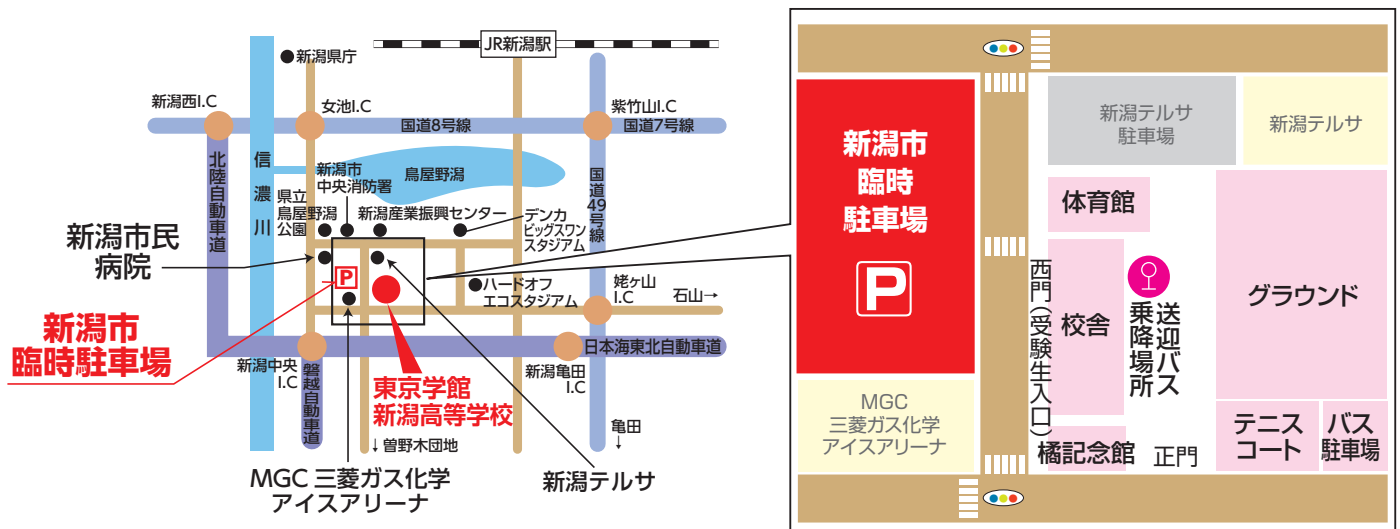 JR新潟駅
新潟県庁
新潟西I.C
女池I.C
紫竹山I.C
国道8号線
国道7号線
北陸自動車道
信濃川
鳥屋野潟
国道49号線
新潟市
中央消防署
県立
鳥屋野潟
公園
新潟産業振興センター
デンカ
ビッグスワン
スタジアム
新潟市民
病院
P
ハードオフ
エコスタジアム
姥ヶ山
I.C
石山→
新潟市
臨時駐車場
新潟中央
I.C
磐越自動車道
東京学館
新潟高等学校
新潟亀田
I.C
日本海東北自動車道
亀田
↓
↓曽野木団地
MGC 三菱ガス化学
アイスアリーナ
新潟テルサ
新潟市
臨時
駐車場
P
新潟テルサ
駐車場
新潟テルサ
体育館
西門(受験生入口)
校舎
送迎バス
乗降場所
グラウンド
MGC
三菱ガス化学
アイスアリーナ
橘記念館
正門
テニス
コート
バス
駐車場